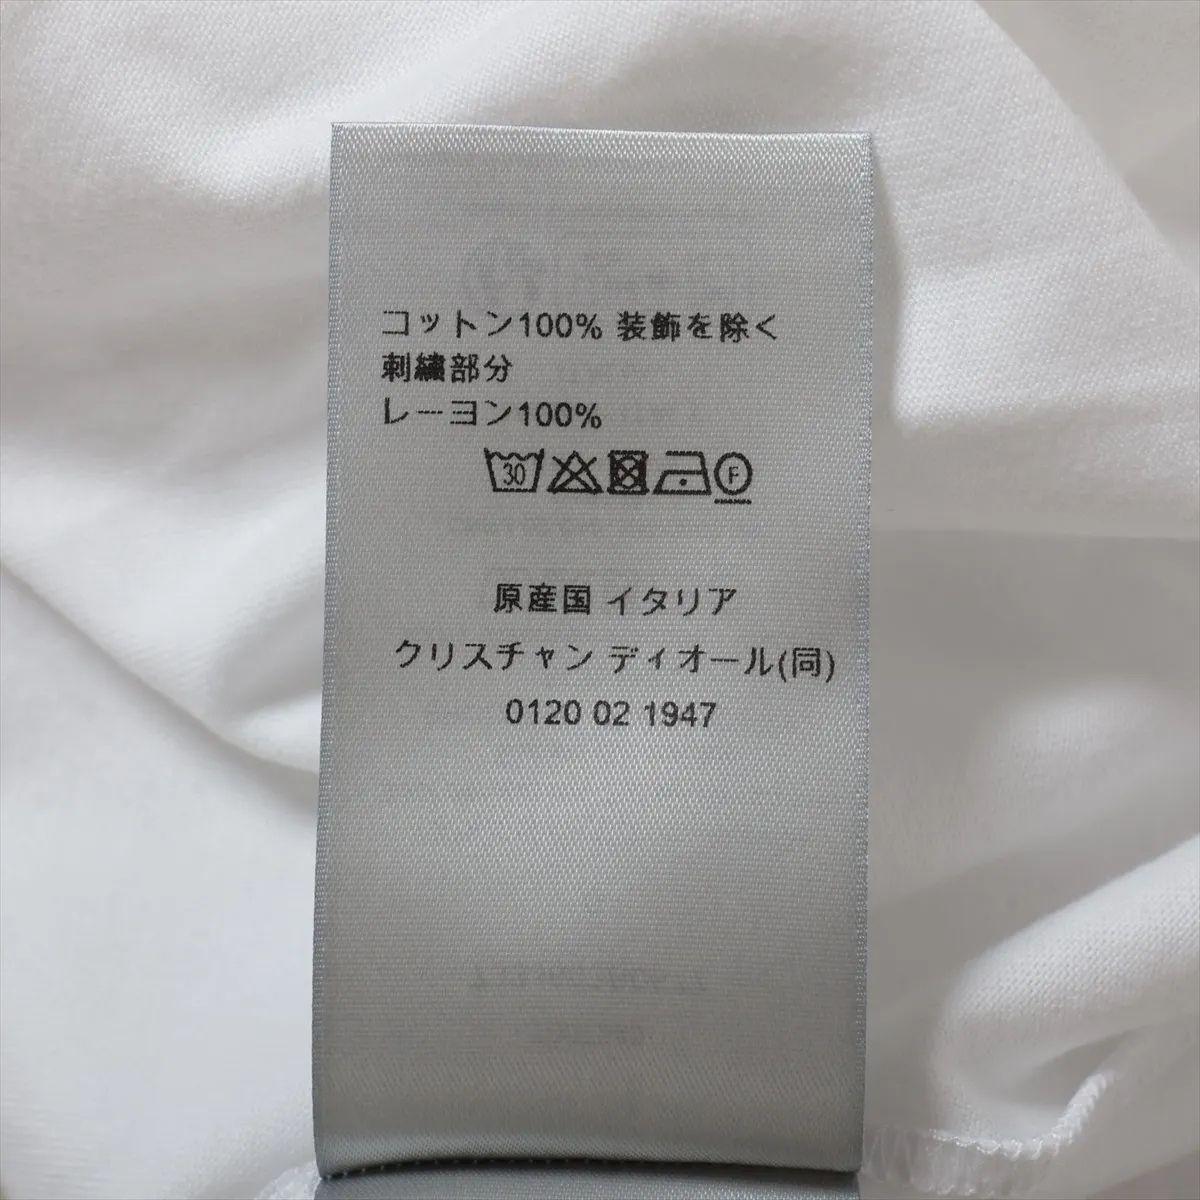 コットン100% 装飾を除く
刺繍部分
レーヨン100%
30 F
原産国 イタリア
クリスチャン ディオール(同)
0120 02 1947